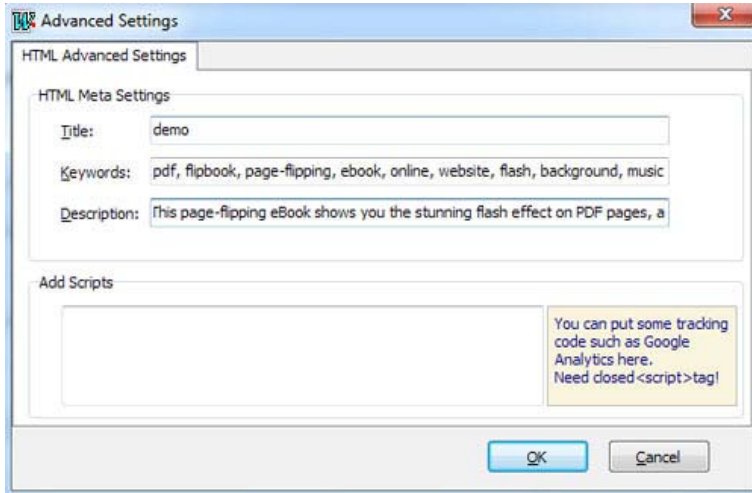 Advanced Settings
HTML Advanced Settings
HTML Meta Settings
Title: demo
Keywords: pdf, flipbook, page-flipping, ebook, online, website, flash, background, music
Description: This page-flipping eBook shows you the stunning flash effect on PDF pages, a
Add Scripts
You can put some tracking
code such as Google
Analytics here.
Need closed<script>tag!
OK Cancel